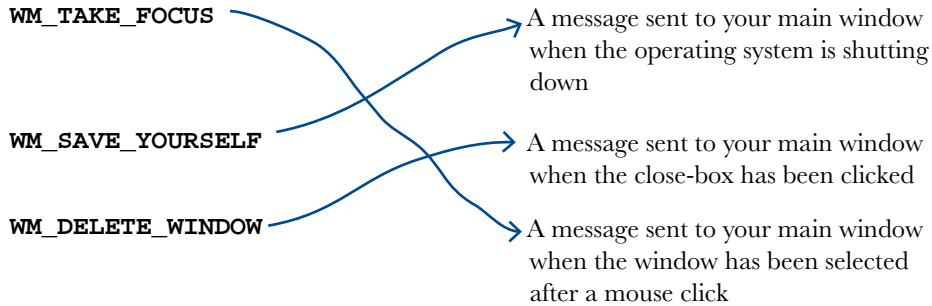 WM_TAKE_FOCUS
A message sent to your main window
when the operating system is shutting
down
WM_SAVE_YOURSELF
A message sent to your main window
when the close-box has been clicked
WM_DELETE_WINDOW
A message sent to your main window
when the window has been selected
after a mouse click